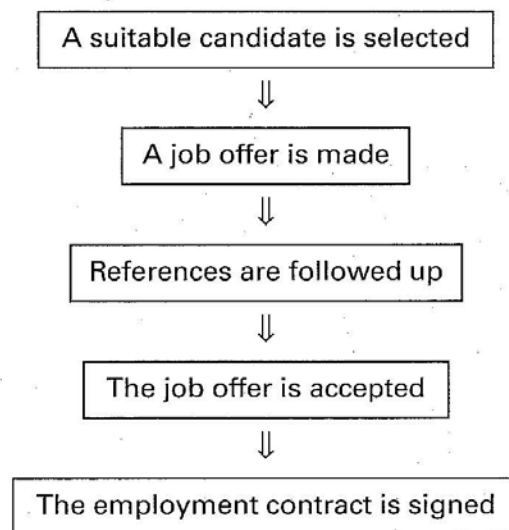 A suitable candidate is selected
⇓
A job offer is made
⇓
References are followed up
⇓
The job offer is accepted
⇓
The employment contract is signed